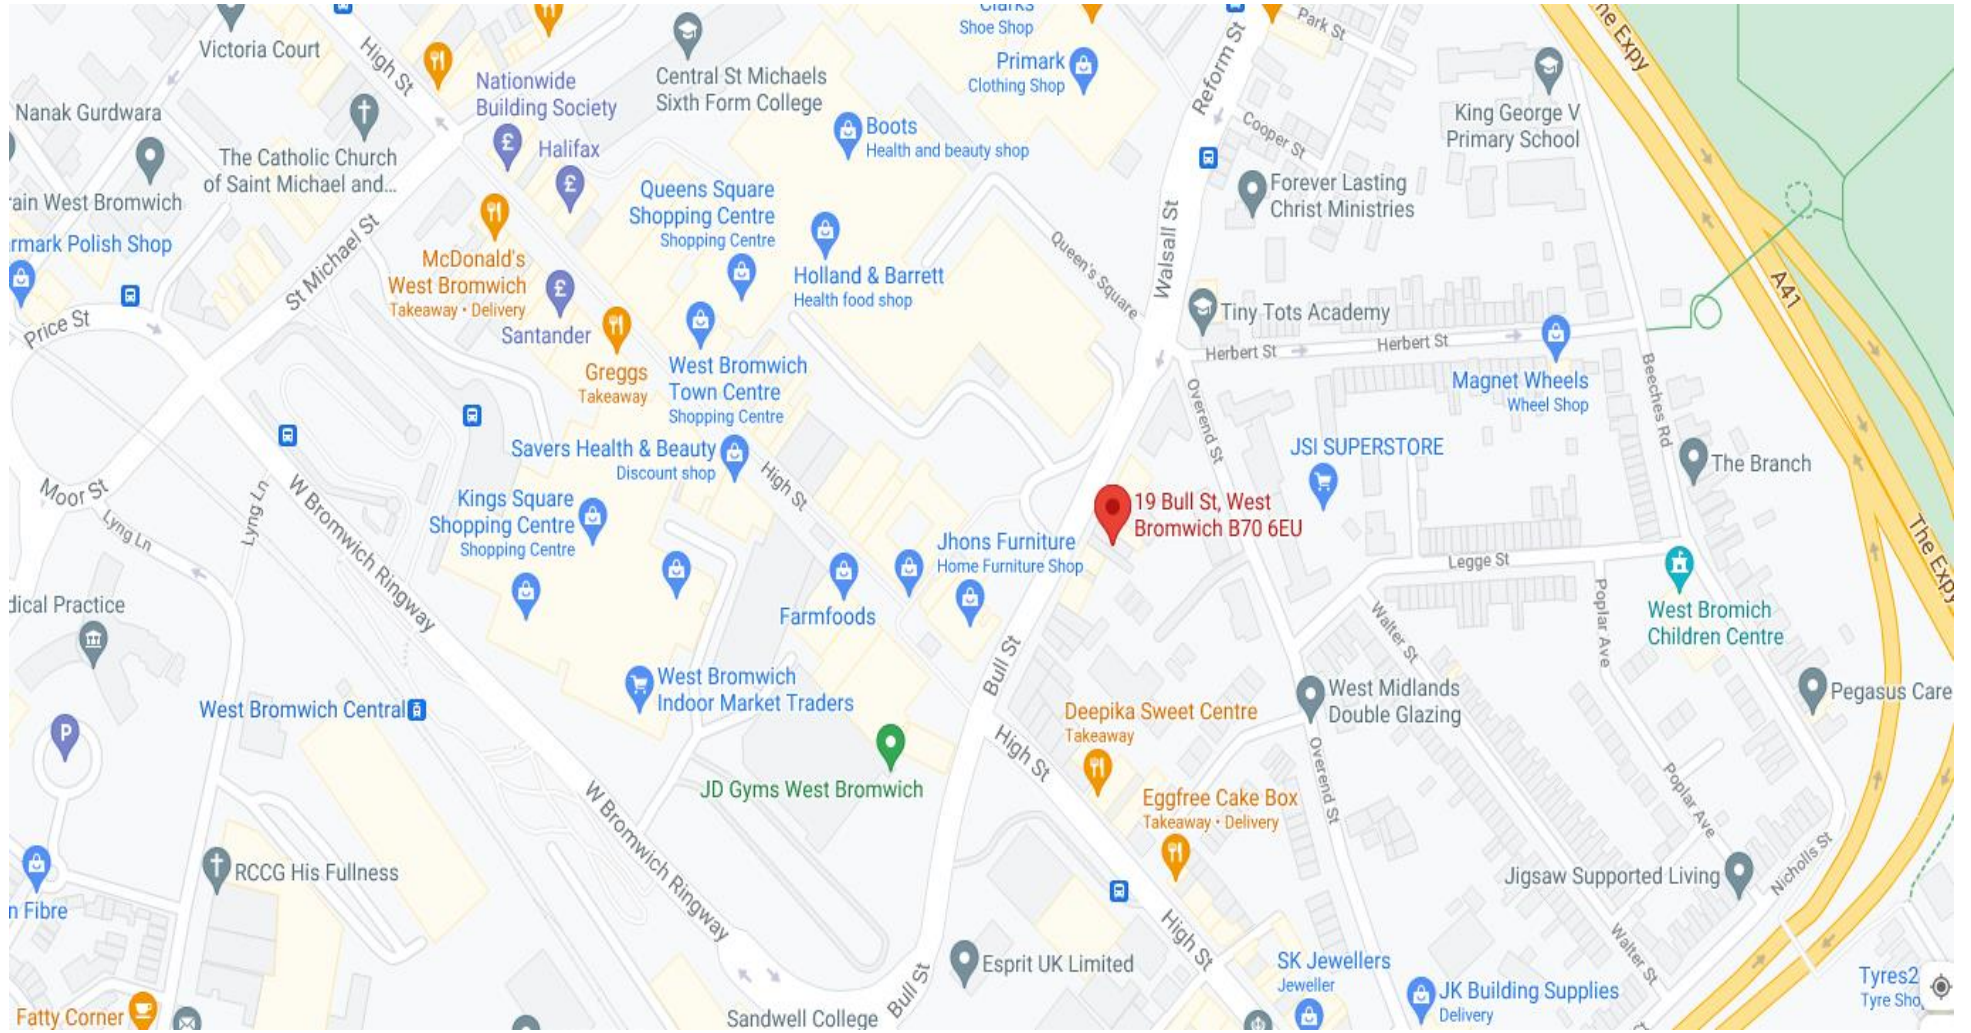 Victoria Court
High St
Nationwide
Building Society
Central St Michaels
Sixth Form College
Shoe Shop
Primark
Clothing Shop
Reform St
Park St
The Expy
King George V
Primary School
Nanak Gurdwara
The Catholic Church
of Saint Michael and...
Halifax
Boots
Health and beauty shop
Cooper St
Forever Lasting
Christ Ministries
Queens Square
Shopping Centre
Shopping Centre
West Bromwich
Polish Shop
St Michael St
McDonald's
West Bromwich
Takeaway • Delivery
Holland & Barrett
Health food shop
Queen's Square
Walsall St
Tiny Tots Academy
A41
Price St
Santander
Greggs
Takeaway
West Bromwich
Town Centre
Shopping Centre
Herbert St
Herbert St
Magnet Wheels
Wheel Shop
Beeches Rd
Overend St
Savers Health & Beauty
Discount shop
High St
JSI SUPERSTORE
The Branch
Moor St
Lyng Ln
Lyng Ln
W Bromwich Ringway
Kings Square
Shopping Centre
Shopping Centre
19 Bull St, West
Bromwich B70 6EU
Jhons Furniture
Home Furniture Shop
Legge St
The Expy
Practice
Farmfoods
Walter St
Poplar Ave
West Bromich
Children Centre
Bull St
West Bromwich Central
West Bromwich
Indoor Market Traders
Deepika Sweet Centre
Takeaway
West Midlands
Double Glazing
Pegasus Care
P
High St
JD Gyms West Bromwich
Eggfree Cake Box
Takeaway • Delivery
Overend St
Poplar Ave
W Bromwich Ringway
RCCG His Fullness
Jigsaw Supported Living
Nicholls St
Fibre
High St
Walter St
Esprit UK Limited
SK Jewellers
Jeweller
JK Building Supplies
Delivery
Fatty Corner
Sandwell College
Bull St